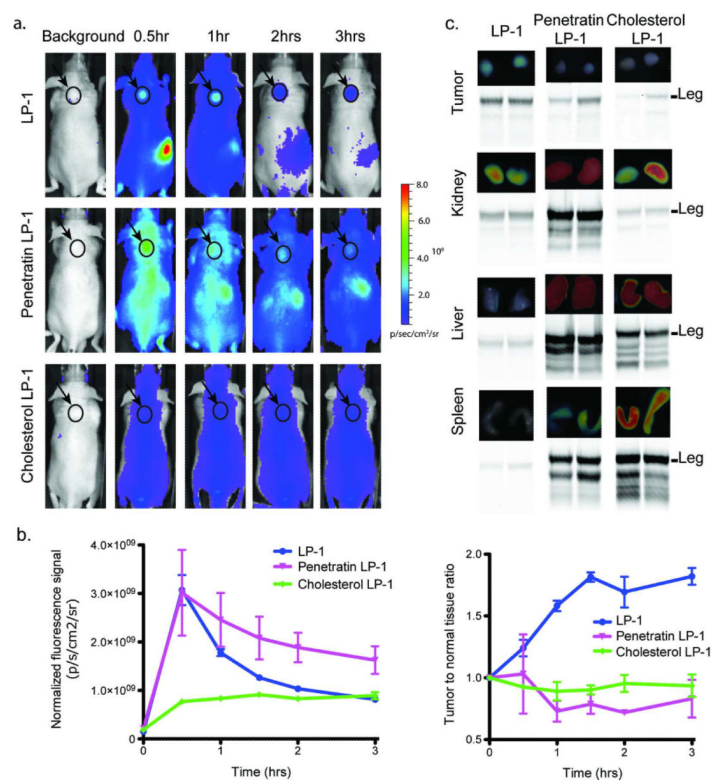 a.
Background 0.5hr 1hr 2hrs 3hrs
LP-1
Penetratin LP-1
Cholesterol LP-1
8.0
6.0
4.0
2.0
10⁶
p/sec/cm²/sr
c.
LP-1
Penetratin LP-1
Cholesterol LP-1
Tumor
Leg
Kidney
Leg
Liver
Leg
Spleen
Leg
b.
Normalized fluorescence signal
(p/s/cm2/sr)
4.0×10⁰⁹
3.0×10⁰⁹
2.0×10⁰⁹
1.0×10⁰⁹
0
LP-1
Penetratin LP-1
Cholesterol LP-1
0 1 2 3
Time (hrs)
Tumor to normal tissue ratio
2.0
1.5
1.0
0.5
LP-1
Penetratin LP-1
Cholesterol LP-1
0 1 2 3
Time (hrs)